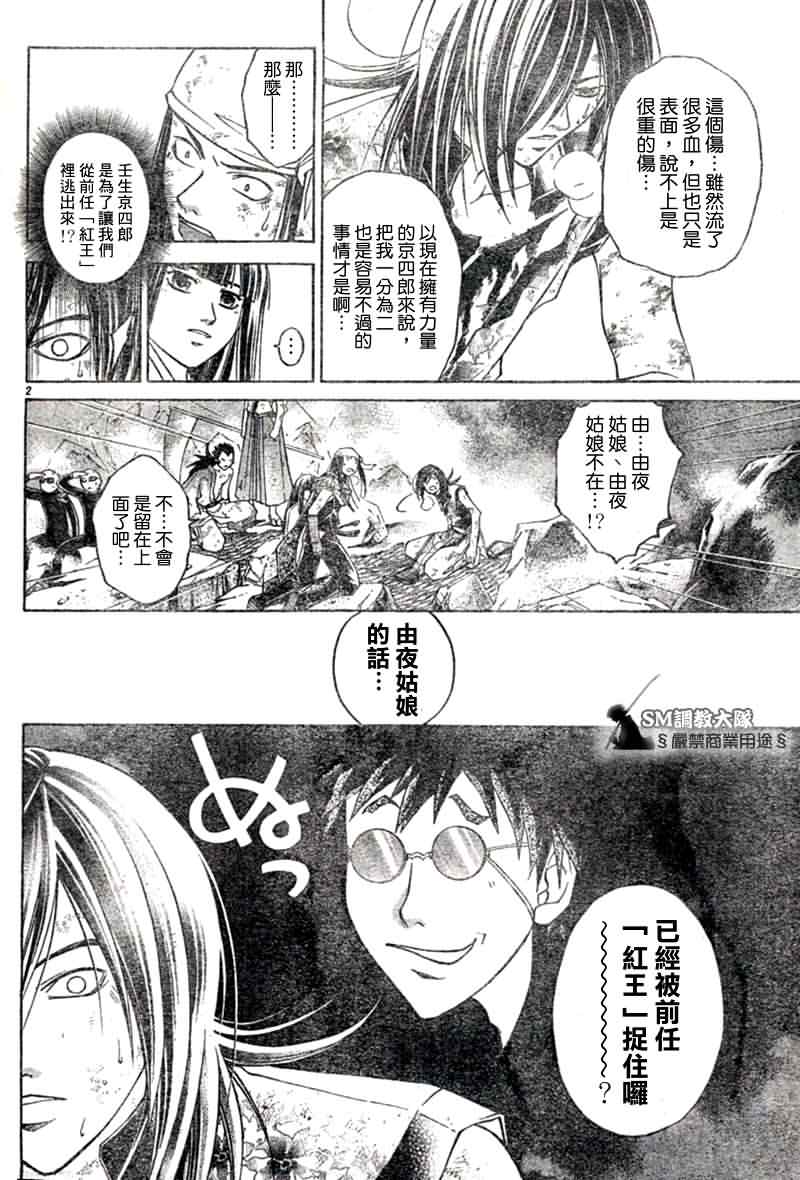 這個傷…雖然流了
很多血，但也只是
表面，說不上是
很重的傷…
以現在擁有力量
的京四郎來說，
把我一分為二
也是容易不過的
事情才是啊…
那……
那麼——
壬生京四郎
是為了讓我們
從前任「紅王」
裡逃出來!?
…
2
由…由夜
姑娘、由夜
姑娘不在…!?
不…不會
是留在上
面了吧…
由夜姑娘
的話…
SM調教大隊
§嚴禁商業用途§
ぬっ
已經被前任
「紅王」捉住囉
～～～～～～～?